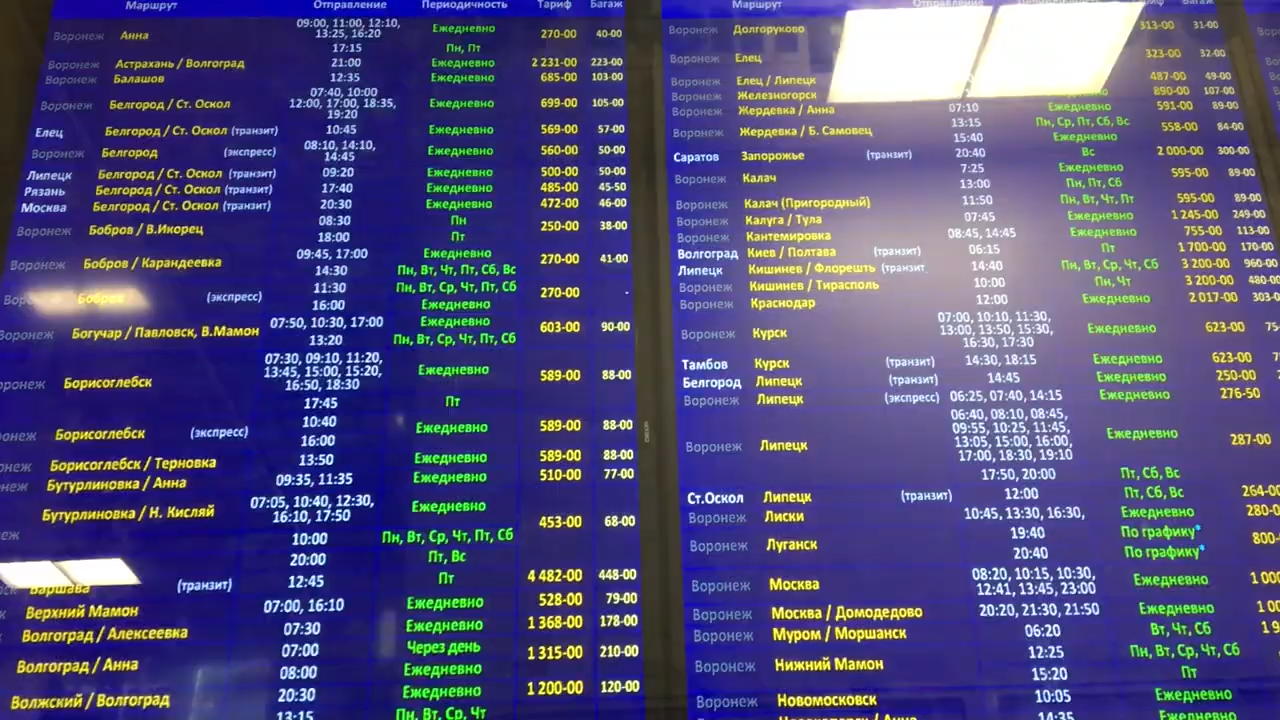 Маршрут Отправление Периодичность Тариф Багаж
09:00, 11:00, 12:10,
Воронеж Анна 13:25, 16:20 Ежедневно 270-00 40-00
17:15 Пн, Пт
Воронеж Астрахань / Волгоград 21:00 Ежедневно 2 231-00 223-00
Воронеж Балашов 12:35 Ежедневно 685-00 103-00
07:40, 10:00
Воронеж Белгород / Ст. Оскол 12:00, 17:00, 18:35, Ежедневно 699-00 105-00
19:20
Елец Белгород / Ст. Оскол (транзит) 10:45 Ежедневно 569-00 57-00
Воронеж Белгород (экспресс) 08:10, 14:10, Ежедневно 560-00 50-00
14:45
Липецк Белгород / Ст. Оскол (транзит) 09:20 Ежедневно 500-00 50-00
Рязань Белгород / Ст. Оскол (транзит) 17:40 Ежедневно 485-00 45-50
Москва Белгород / Ст. Оскол (транзит) 20:30 Ежедневно 472-00 46-00
08:30 Пн
Воронеж Бобров / В.Икорец 250-00 38-00
18:00 Пт
09:45, 17:00 Ежедневно
Воронеж Бобров / Карандеевка 270-00 41-00
14:30 Пн, Вт, Чт, Пт, Сб, Вс
11:30 Пн, Вт, Ср, Чт, Пт, Сб
Бобров (экспресс) 270-00 -
16:00 Ежедневно
07:50, 10:30, 17:00 Ежедневно
Воронеж Богучар / Павловск, В.Мамон 603-00 90-00
13:20 Пн, Вт, Ср, Чт, Пт, Сб
07:30, 09:10, 11:20,
Воронеж Борисоглебск 13:45, 15:00, 15:20, Ежедневно 589-00 88-00
16:50, 18:30
17:45 Пт
10:40
Борисоглебск (экспресс) Ежедневно 589-00 88-00
16:00
Борисоглебск / Терновка 13:50 Ежедневно 589-00 88-00
Бутурлиновка / Анна 09:35, 11:35 Ежедневно 510-00 77-00
07:05, 10:40, 12:30,
Бутурлиновка / Н. Кисляй 16:10, 17:50 Ежедневно
453-00 68-00
10:00 Пн, Вт, Ср, Чт, Пт, Сб
20:00 Пт, Вс
Варшава (транзит) 12:45 Пт 4 482-00 448-00
Верхний Мамон 07:00, 16:10 Ежедневно 528-00 79-00
Волгоград / Алексеевка 07:30 Ежедневно 1 368-00 178-00
07:00 Через день
Волгоград / Анна 1 315-00 210-00
08:00 Ежедневно
Волжский / Волгоград 20:30 Ежедневно 1 200-00 120-00
13:15 Пн, Вт, Ср, Чт
Маршрут Отправление
Воронеж Долгоруково 313-00 31-00
Воронеж Елец 323-00 32-00
Воронеж Елец / Липецк 487-00 49-00
Воронеж Железногорск Ежедневно 890-00 107-00
Воронеж Жердевка / Анна 07:10 Ежедневно 591-00 89-00
13:15 Пн, Ср, Пт, Сб, Вс
Воронеж Жердевка / Б. Самовец 558-00 84-00
15:40 Ежедневно
Саратов Запорожье (транзит) 20:40 Вс 2 000-00 300-00
7:25 Ежедневно
Воронеж Калач 595-00 89-00
13:00 Пн, Пт, Сб
Воронеж Калач (Пригородный) 11:50 Пн, Вт, Чт, Пт 595-00 89-00
Воронеж Калуга / Тула 07:45 Ежедневно 1 245-00 249-00
Воронеж Кантемировка 08:45, 14:45 Ежедневно 755-00 113-00
Волгоград Киев / Полтава (транзит) 06:15 Пт 1 700-00 170-00
Липецк Кишинев / Флорешть (транзит 14:40 Пн, Вт, Ср, Чт, Сб 3 200-00 960-00
Воронеж Кишинев / Тирасполь 10:00 Пн, Чт 3 200-00 480-00
Воронеж Краснодар 12:00 Ежедневно 2 017-00 303-0
07:00, 10:10, 11:30,
Воронеж Курск 13:00, 13:50, 15:30, Ежедневно 623-00
16:30, 17:30
Тамбов Курск (транзит) 14:30, 18:15 Ежедневно 623-00
Белгород Липецк (транзит) 14:45 Ежедневно 250-00
Воронеж Липецк (экспресс) 06:25, 07:40, 14:15 Ежедневно 276-50
06:40, 08:10, 08:45,
09:55, 10:25, 11:45,
Воронеж Липецк 13:05, 15:00, 16:00, Ежедневно 287-00
17:00, 18:30, 19:10
17:50, 20:00 Пт, Сб, Вс
Ст.Оскол Липецк (транзит) 12:00 Пт, Сб, Вс 264-00
Воронеж Лиски 10:45, 13:30, 16:30, Ежедневно 280-0
19:40 По графику*
Воронеж Луганск 800-
20:40 По графику*
08:20, 10:15, 10:30,
Воронеж Москва 12:41, 13:45, 23:00 Ежедневно 1 000
Воронеж Москва / Домодедово 20:20, 21:30, 21:50 Ежедневно 1 00
Воронеж Муром / Моршанск 06:20 Вт, Чт, Сб 1 9
12:25 Пн, Вт, Ср, Чт, Сб
Воронеж Нижний Мамон
15:20 Пт
Воронеж Новомосковск 10:05 Ежедневно
14:35 Ежедневно